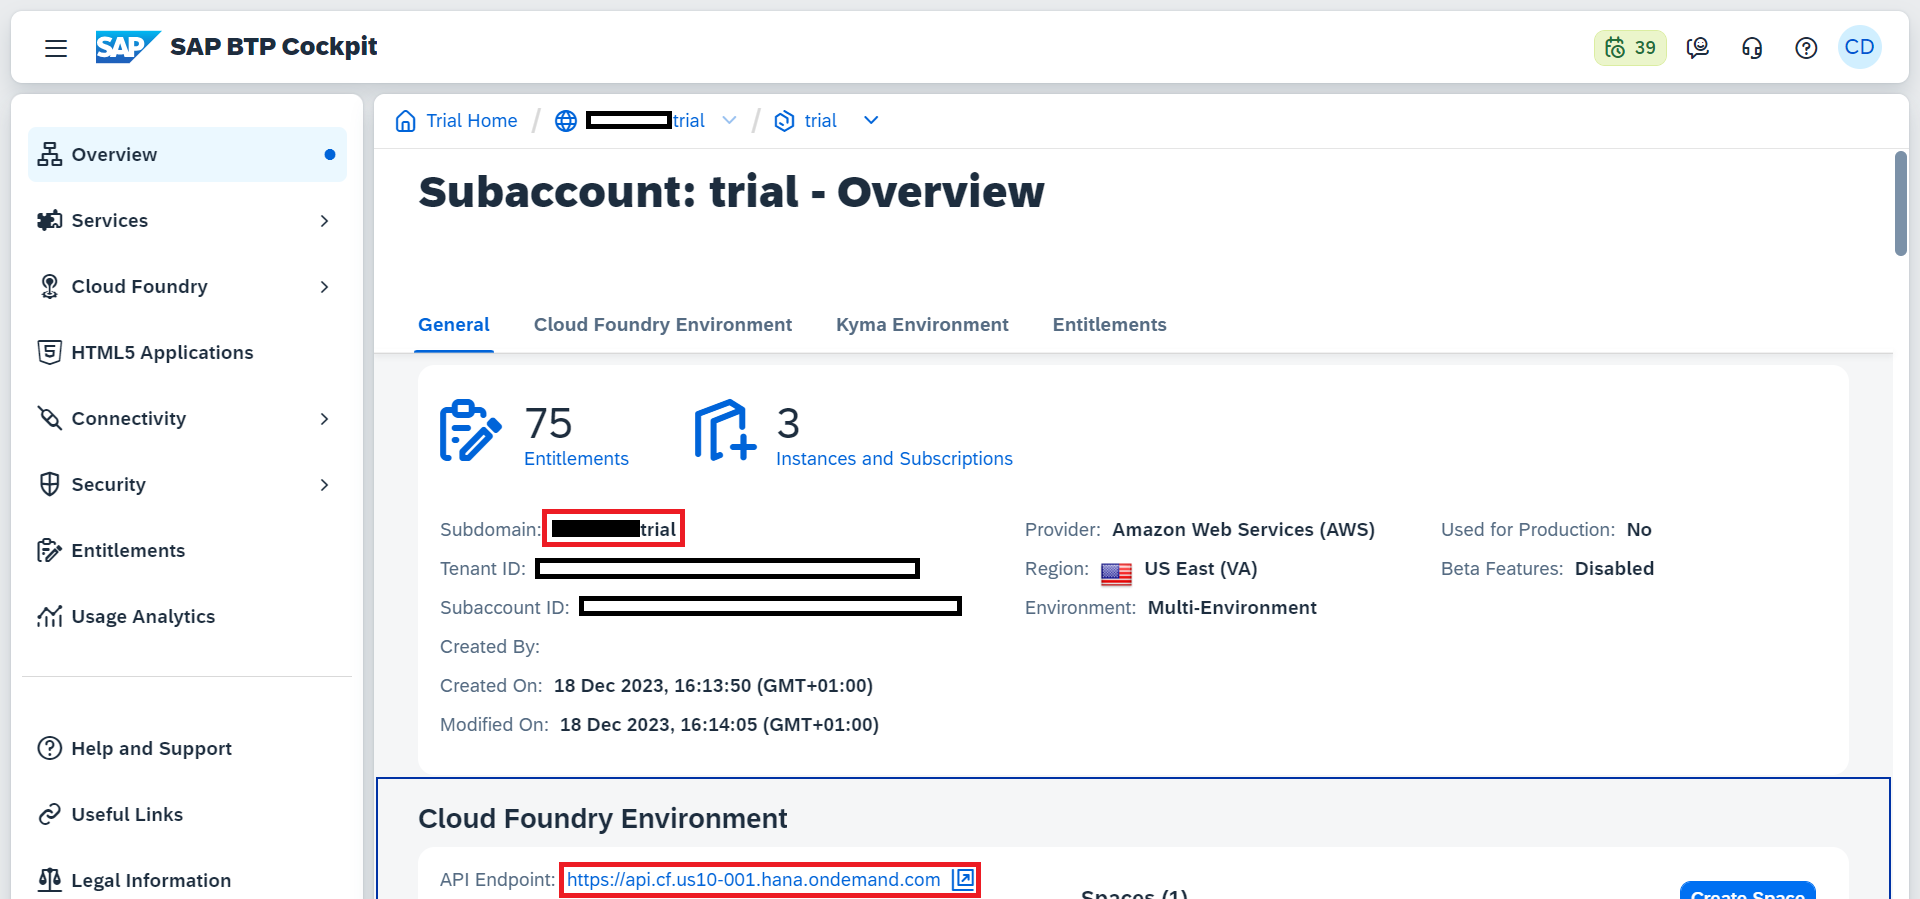 SAP SAP BTP Cockpit
39
CD
Overview
Services
Cloud Foundry
HTML5 Applications
Connectivity
Security
Entitlements
Usage Analytics
Help and Support
Useful Links
Legal Information
Trial Home / trial / trial
Subaccount: trial - Overview
General Cloud Foundry Environment Kyma Environment Entitlements
75
Entitlements
3
Instances and Subscriptions
Subdomain: trial
Tenant ID:
Subaccount ID:
Created By:
Created On: 18 Dec 2023, 16:13:50 (GMT+01:00)
Modified On: 18 Dec 2023, 16:14:05 (GMT+01:00)
Provider: Amazon Web Services (AWS)
Region: US East (VA)
Environment: Multi-Environment
Used for Production: No
Beta Features: Disabled
Cloud Foundry Environment
API Endpoint: https://api.cf.us10-001.hana.ondemand.com
Spaces (1)
Create Space